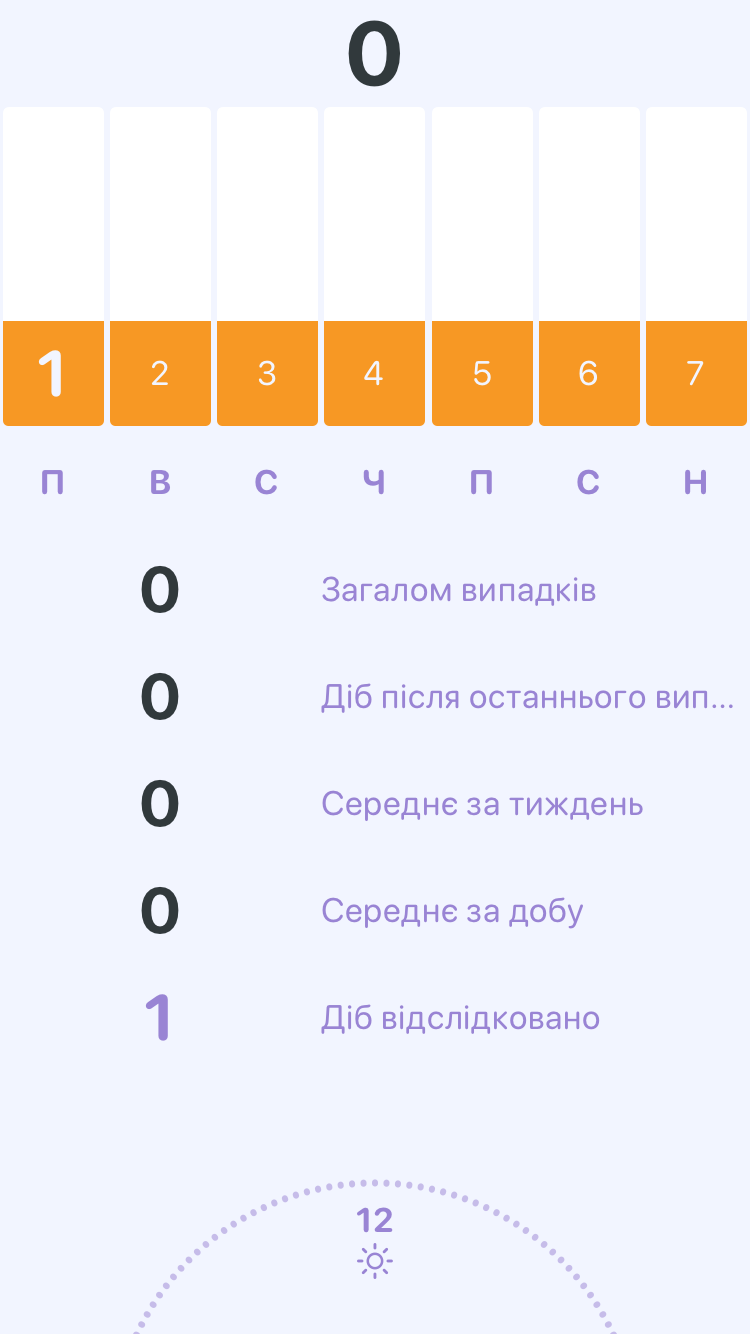 0
1 2 3 4 5 6 7
П В С Ч П С Н
0 Загалом випадків
0 Діб після останнього вип...
0 Середнє за тиждень
0 Середнє за добу
1 Діб відслідковано
12